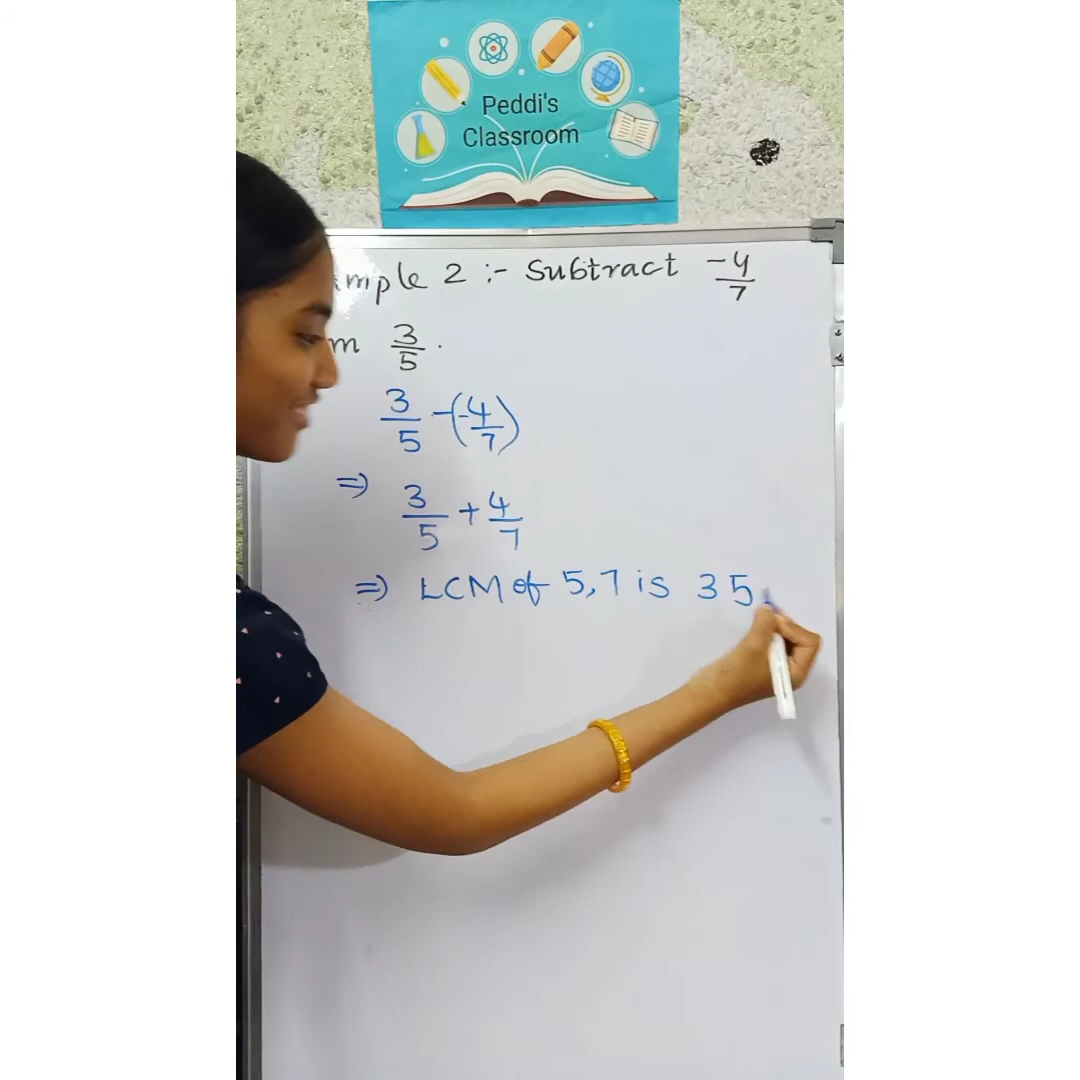 Peddi's
Classroom
mple 2 :- Subtract -4/7
m 3/5.
3/5 -(-4/7)
⇒ 3/5 + 4/7
⇒ LCM of 5,7 is 35.